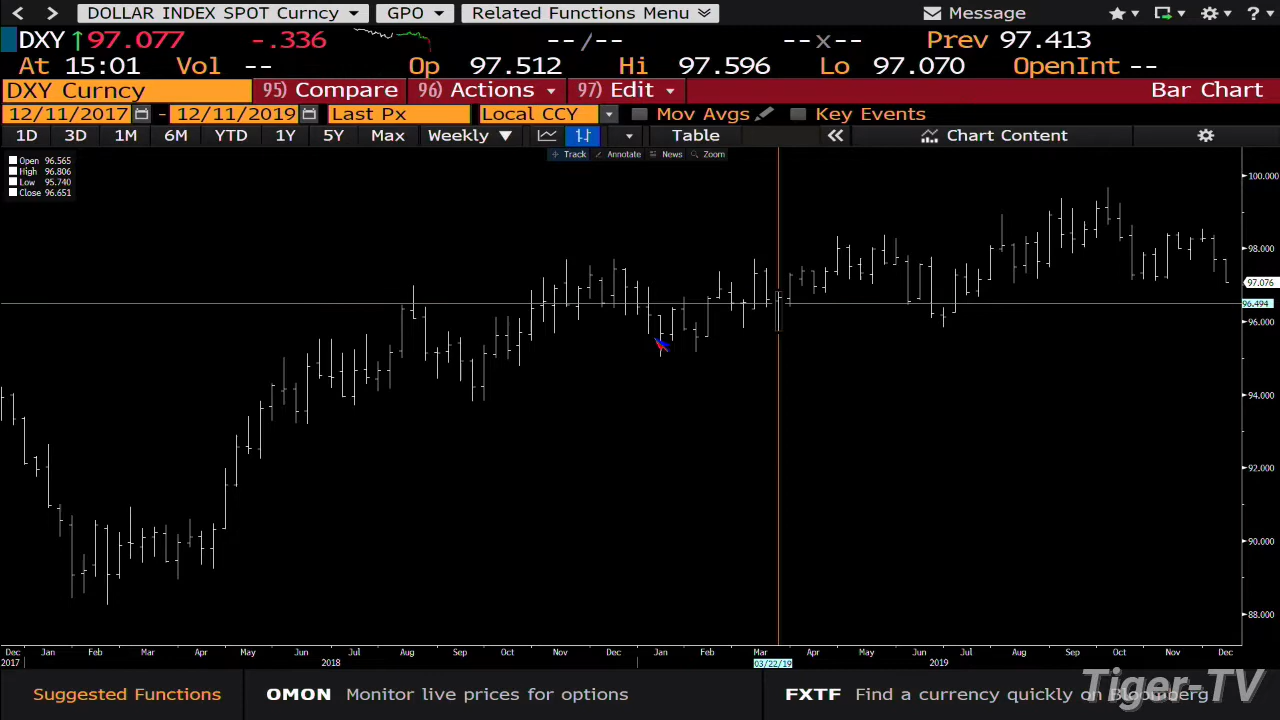 DOLLAR INDEX SPOT Curncy GPO Related Functions Menu Message
DXY ↑97.077 -.336 --/-- --x-- Prev 97.413
At 15:01 Vol -- Op 97.512 Hi 97.596 Lo 97.070 OpenInt --
DXY Curncy 95) Compare 96) Actions 97) Edit Bar Chart
12/11/2017 - 12/11/2019 Last Px Local CCY Mov Avgs Key Events
1D 3D 1M 6M YTD 1Y 5Y Max Weekly Table Chart Content
Track Annotate News Zoom
Open 96.565
High 96.806
Low 95.740
Close 96.651
100.000
98.000
97.076
96.494
96.000
94.000
92.000
90.000
88.000
Dec Jan Feb Mar Apr May Jun Jul Aug Sep Oct Nov Dec Jan Feb Mar Apr May Jun Jul Aug Sep Oct Nov Dec
2017 2018 03/22/19 2019
Suggested Functions OMON Monitor live prices for options FXTF Find a currency quickly on Bloomberg
Tiger-TV